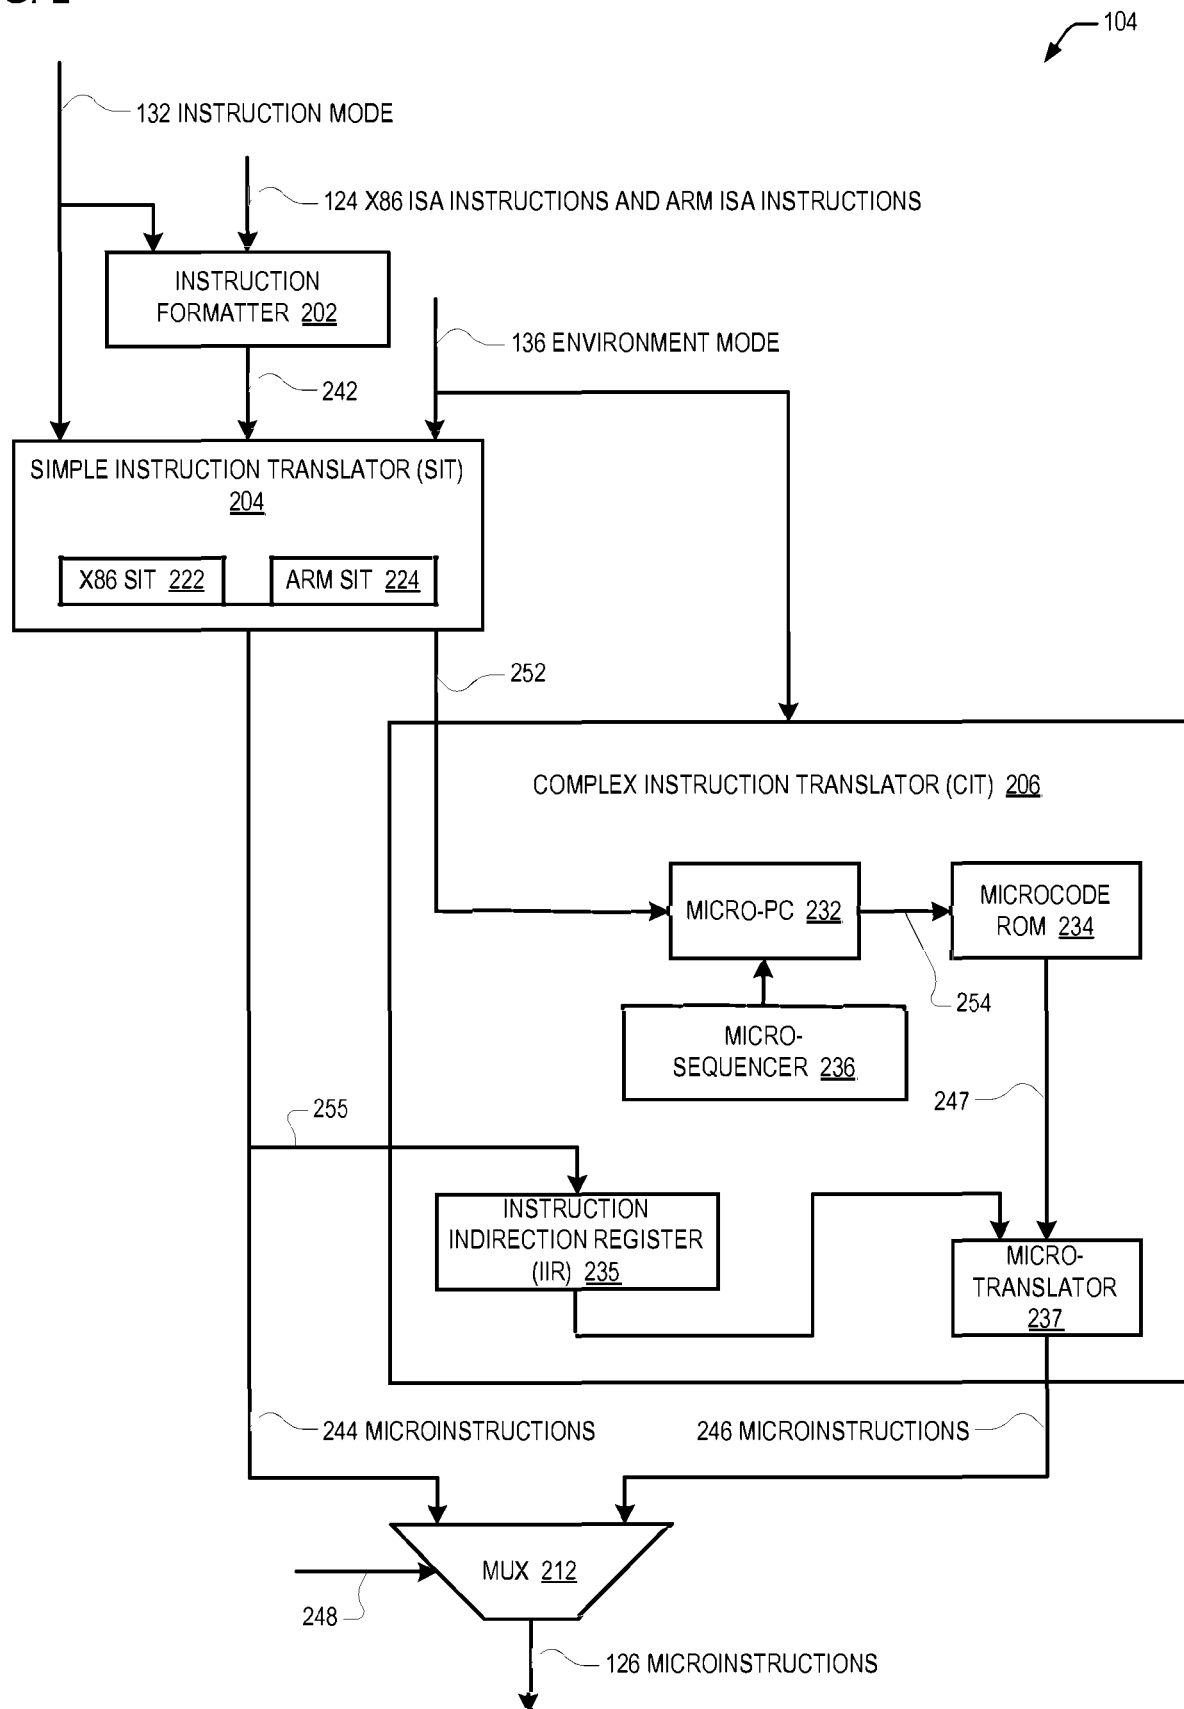 104
132 INSTRUCTION MODE
124 X86 ISA INSTRUCTIONS AND ARM ISA INSTRUCTIONS
INSTRUCTION
FORMATTER 202
136 ENVIRONMENT MODE
242
SIMPLE INSTRUCTION TRANSLATOR (SIT)
204
X86 SIT 222
ARM SIT 224
252
COMPLEX INSTRUCTION TRANSLATOR (CIT) 206
MICRO-PC 232
MICROCODE
ROM 234
254
MICRO-
SEQUENCER 236
247
255
INSTRUCTION
INDIRECTION REGISTER
(IIR) 235
MICRO-
TRANSLATOR
237
244 MICROINSTRUCTIONS
246 MICROINSTRUCTIONS
MUX 212
248
126 MICROINSTRUCTIONS